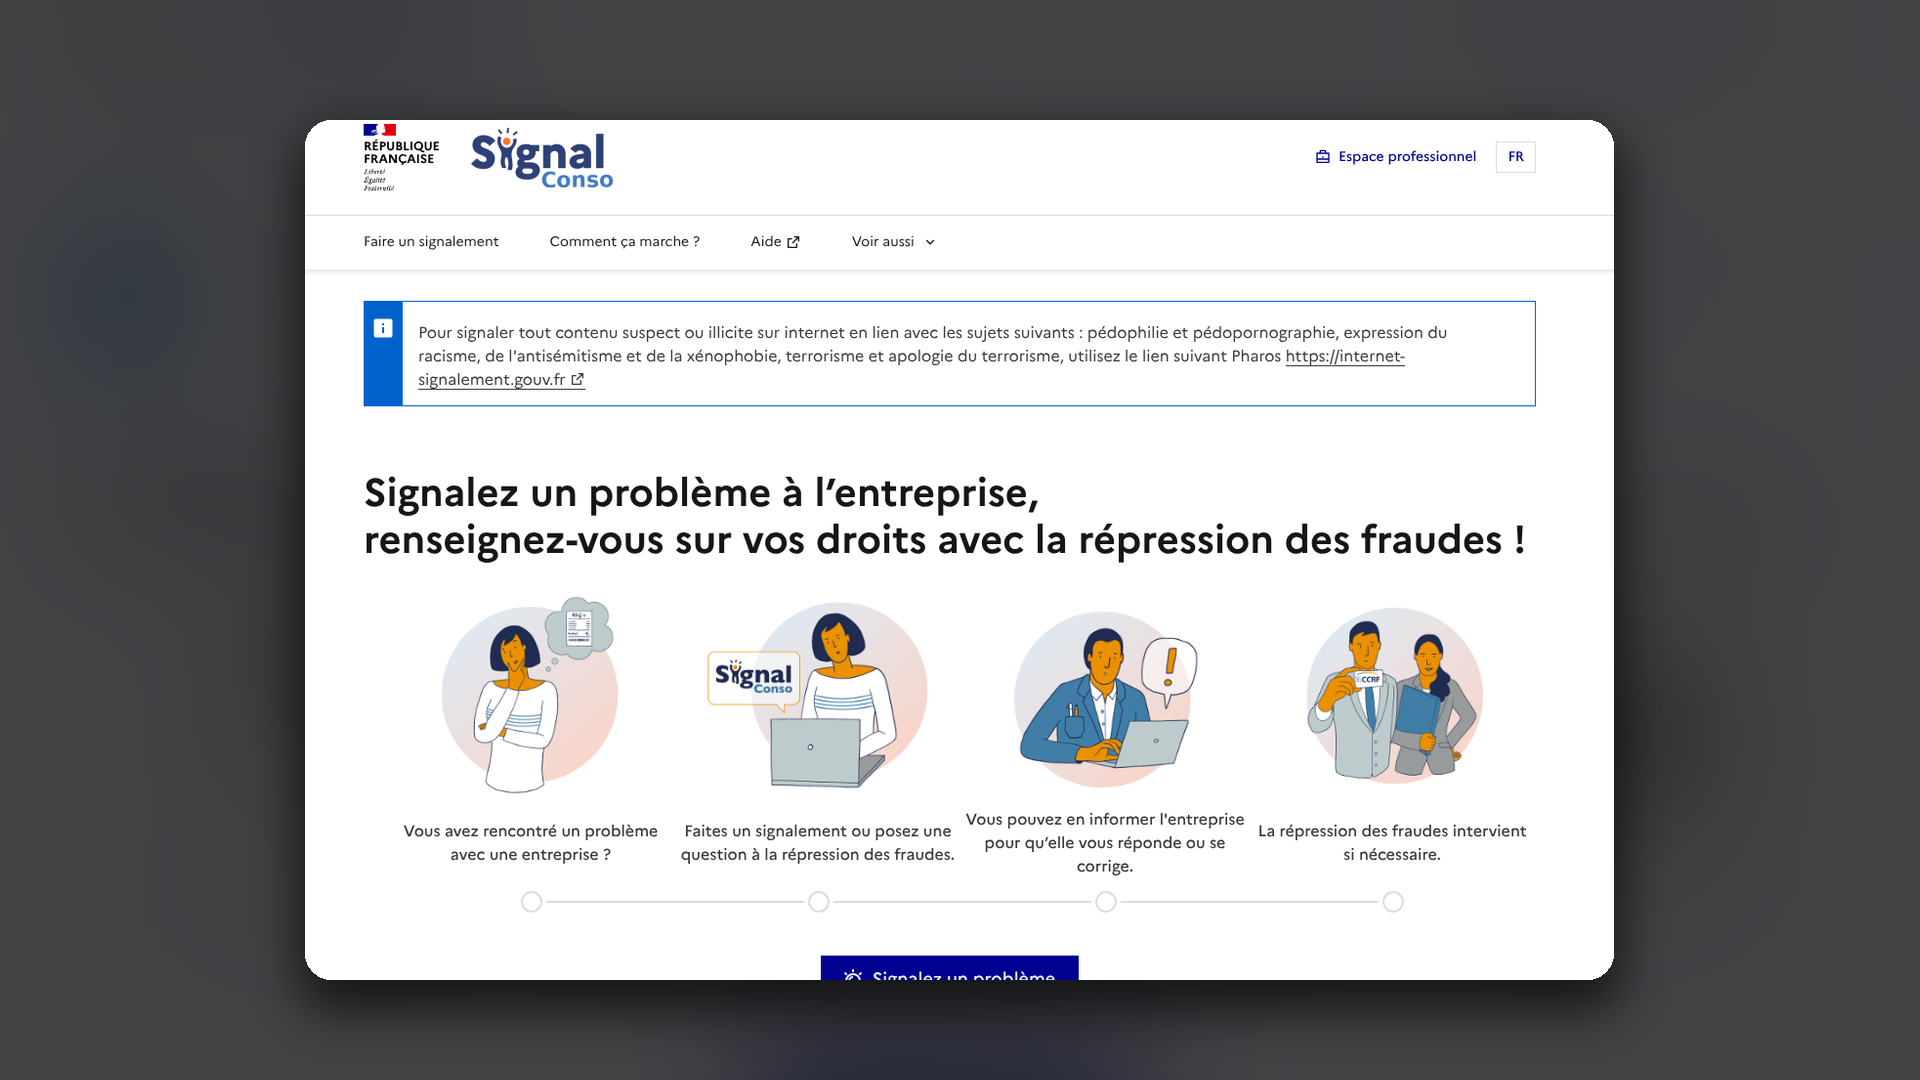 RÉPUBLIQUE
FRANÇAISE
Liberté
Égalité
Fraternité
Signal
Conso
Espace professionnel
FR
Faire un signalement
Comment ça marche ?
Aide
Voir aussi
Pour signaler tout contenu suspect ou illicite sur internet en lien avec les sujets suivants : pédophilie et pédopornographie, expression du
racisme, de l'antisémitisme et de la xénophobie, terrorisme et apologie du terrorisme, utilisez le lien suivant Pharos https://internet-
signalement.gouv.fr
Signalez un problème à l’entreprise,
renseignez-vous sur vos droits avec la répression des fraudes !
Signal
Conso
CCRF
Vous avez rencontré un problème
avec une entreprise ?
Faites un signalement ou posez une
question à la répression des fraudes.
Vous pouvez en informer l'entreprise
pour qu’elle vous réponde ou se
corrige.
La répression des fraudes intervient
si nécessaire.
Signalez un problème